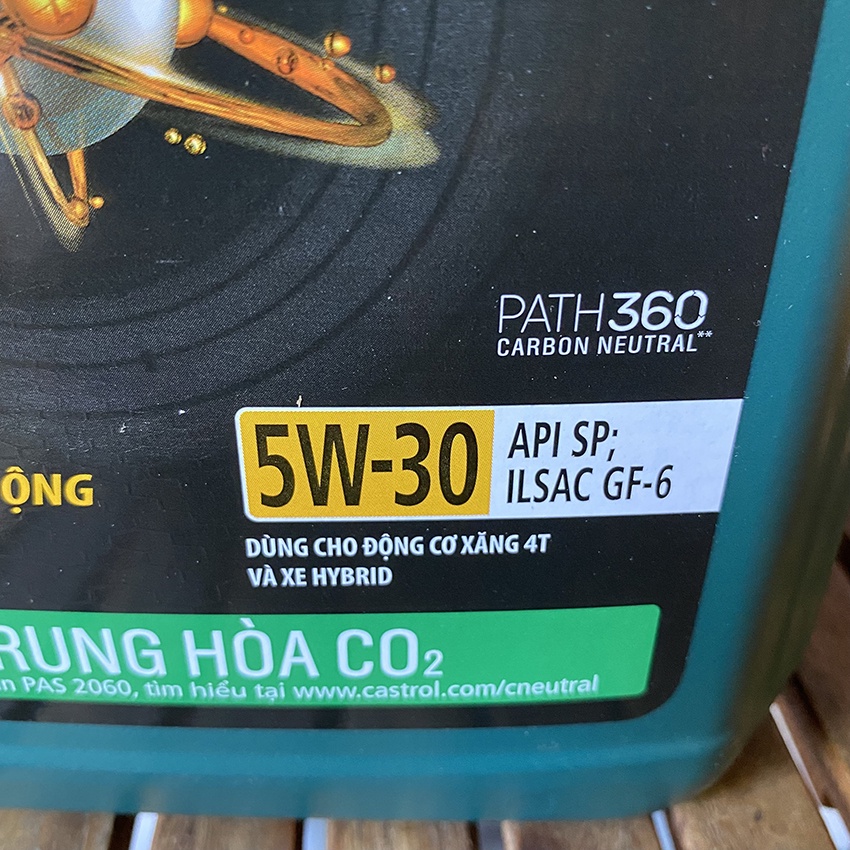 PATH360
CARBON NEUTRAL**
5W-30
API SP;
ILSAC GF-6
ỘNG
DÙNG CHO ĐỘNG CƠ XĂNG 4T
VÀ XE HYBRID
RUNG HÒA CO₂
n PAS 2060, tìm hiểu tại www.castrol.com/cneutral